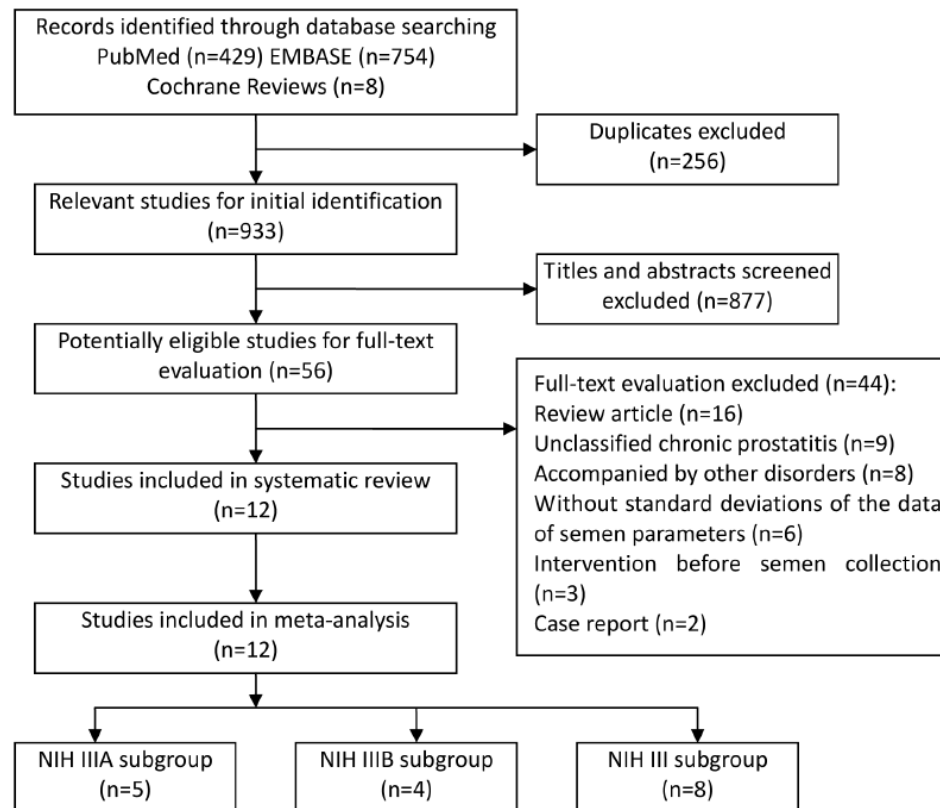 Records identified through database searching
PubMed (n=429) EMBASE (n=754)
Cochrane Reviews (n=8)
Duplicates excluded
(n=256)
Relevant studies for initial identification
(n=933)
Titles and abstracts screened
excluded (n=877)
Potentially eligible studies for full-text
evaluation (n=56)
Full-text evaluation excluded (n=44):
Review article (n=16)
Unclassified chronic prostatitis (n=9)
Accompanied by other disorders (n=8)
Without standard deviations of the data
of semen parameters (n=6)
Intervention before semen collection
(n=3)
Case report (n=2)
Studies included in systematic review
(n=12)
Studies included in meta-analysis
(n=12)
NIH IIIA subgroup
(n=5)
NIH IIIB subgroup
(n=4)
NIH III subgroup
(n=8)